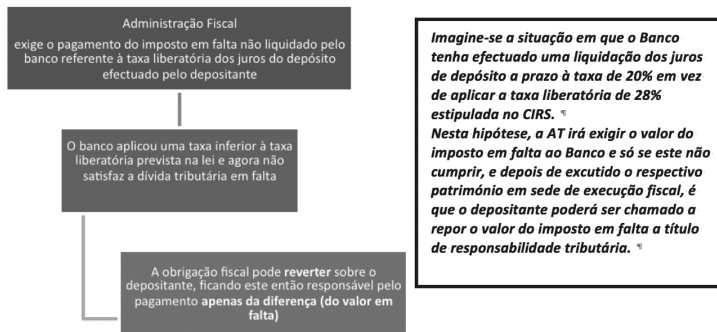 Administração Fiscal
exige o pagamento do imposto em falta não liquidado pelo
banco referente à taxa liberatória dos juros do depósito
efectuado pelo depositante
O banco aplicou uma taxa inferior à taxa
liberatória prevista na lei e agora não
satisfaz a dívida tributária em falta
A obrigação fiscal pode reverter sobre o
depositante, ficando este então responsável pelo
pagamento apenas da diferença (do valor em
falta)
Imagine-se a situação em que o Banco
tenha efectuado uma liquidação dos juros
de depósito a prazo à taxa de 20% em vez
de aplicar a taxa liberatória de 28%
estipulada no CIRS. ¶
Nesta hipótese, a AT irá exigir o valor do
imposto em falta ao Banco e só se este não
cumprir, e depois de excutido o respectivo
património em sede de execução fiscal, é
que o depositante poderá ser chamado a
repor o valor do imposto em falta a título
de responsabilidade tributária. ¶